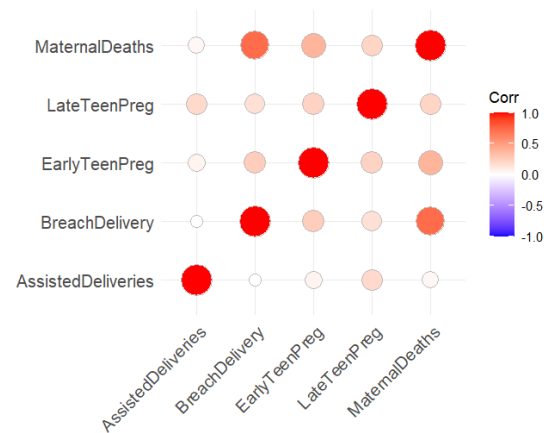 MaternalDeaths
LateTeenPreg
EarlyTeenPreg
BreachDelivery
AssistedDeliveries
AssistedDeliveries
BreachDelivery
EarlyTeenPreg
LateTeenPreg
MaternalDeaths
Corr
1.0
0.5
0.0
-0.5
-1.0